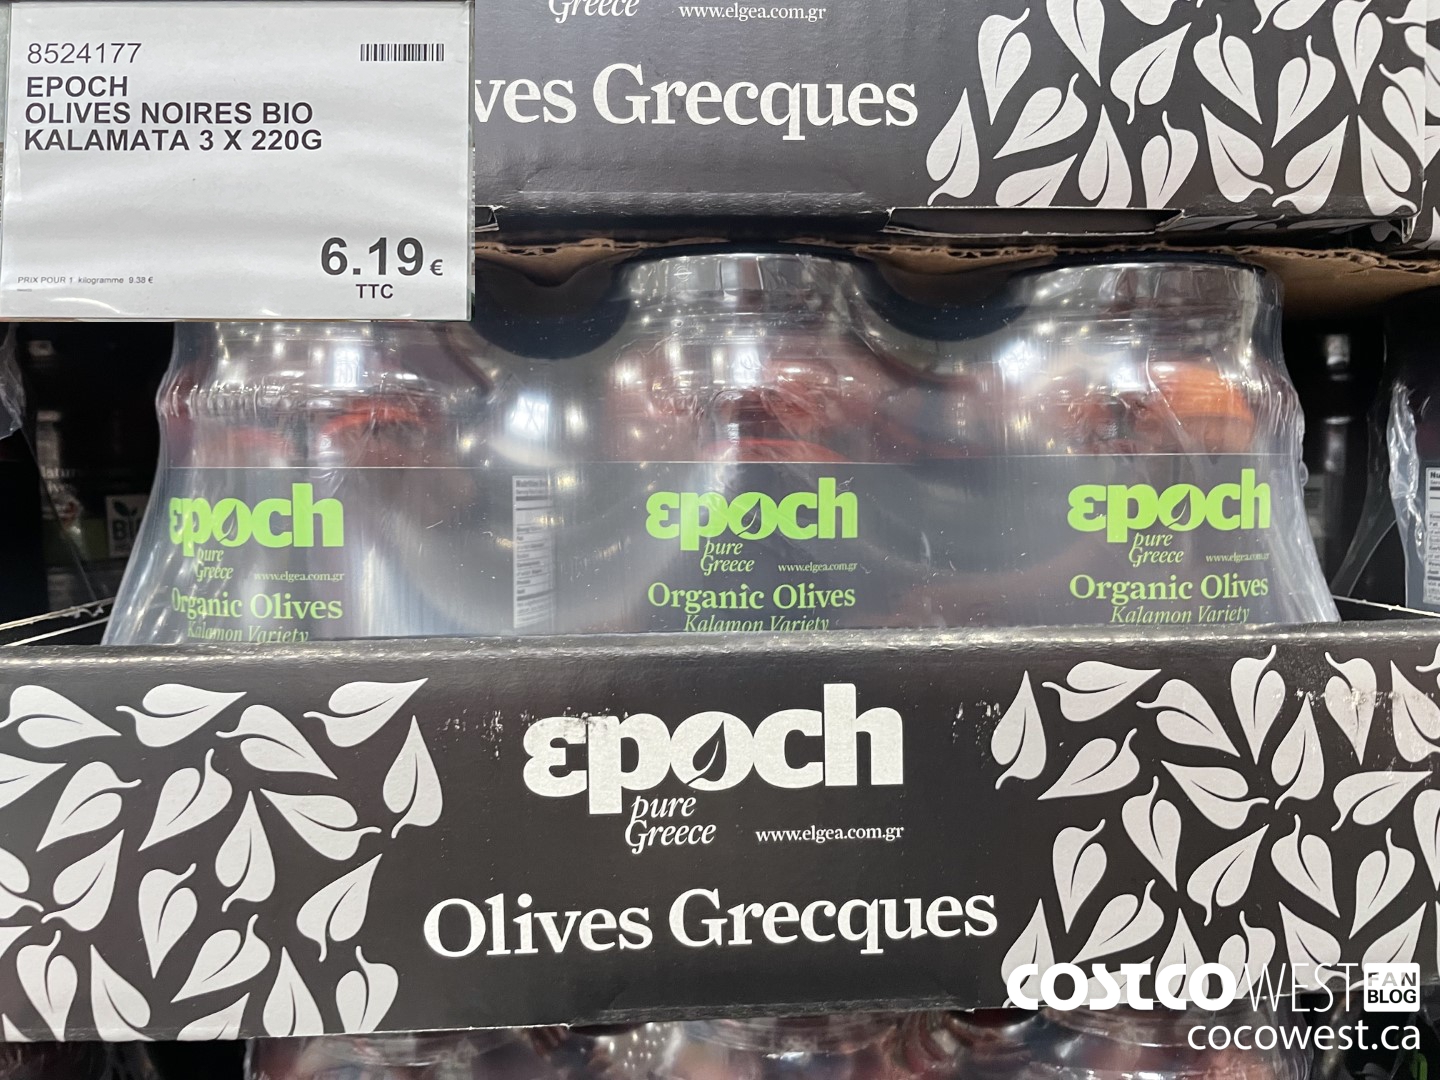 8524177
EPOCH
OLIVES NOIRES BIO
KALAMATA 3 X 220G
6.19 €
TTC
PRIX POUR 1 kilogramme 9.38 €
Greece www.elgea.com.gr
ves Grecques
εpoch
pure
Greece www.elgea.com.gr
Organic Olives
Kalamon Variety
εpoch
pure
Greece www.elgea.com.gr
Organic Olives
Kalamon Variety
εpoch
pure
Greece www.elgea.com.gr
Organic Olives
Kalamon Variety
εpoch
pure
Greece www.elgea.com.gr
Olives Grecques
COSTCO WEST FAN BLOG
cocowest.ca